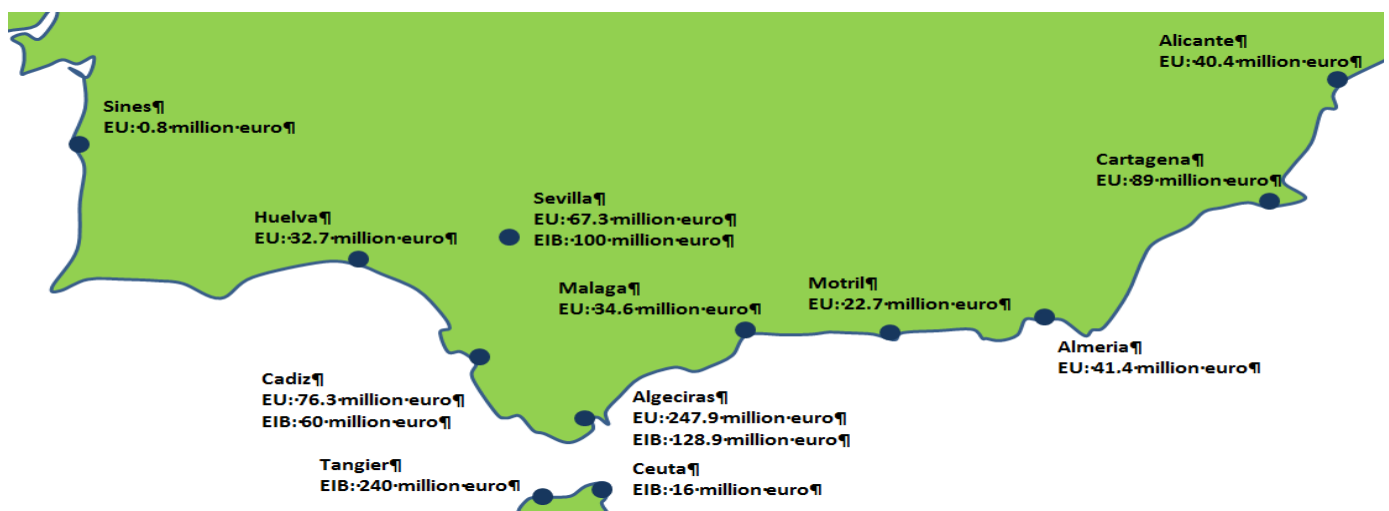 Alicante¶
EU:·40.4·million·euro¶
Sines¶
EU:·0.8·million·euro¶
Cartagena¶
EU:·89·million·euro¶
Sevilla¶
EU:·67.3·million·euro¶
EIB:·100·million·euro¶
Huelva¶
EU:·32.7·million·euro¶
Malaga¶
EU:·34.6·million·euro¶
Motril¶
EU:·22.7·million·euro¶
Almeria¶
EU:·41.4·million·euro¶
Cadiz¶
EU:·76.3·million·euro¶
EIB:·60·million·euro¶
Algeciras¶
EU:·247.9·million·euro¶
EIB:·128.9·million·euro¶
Tangier¶
EIB:·240·million·euro¶
Ceuta¶
EIB:·16·million·euro¶